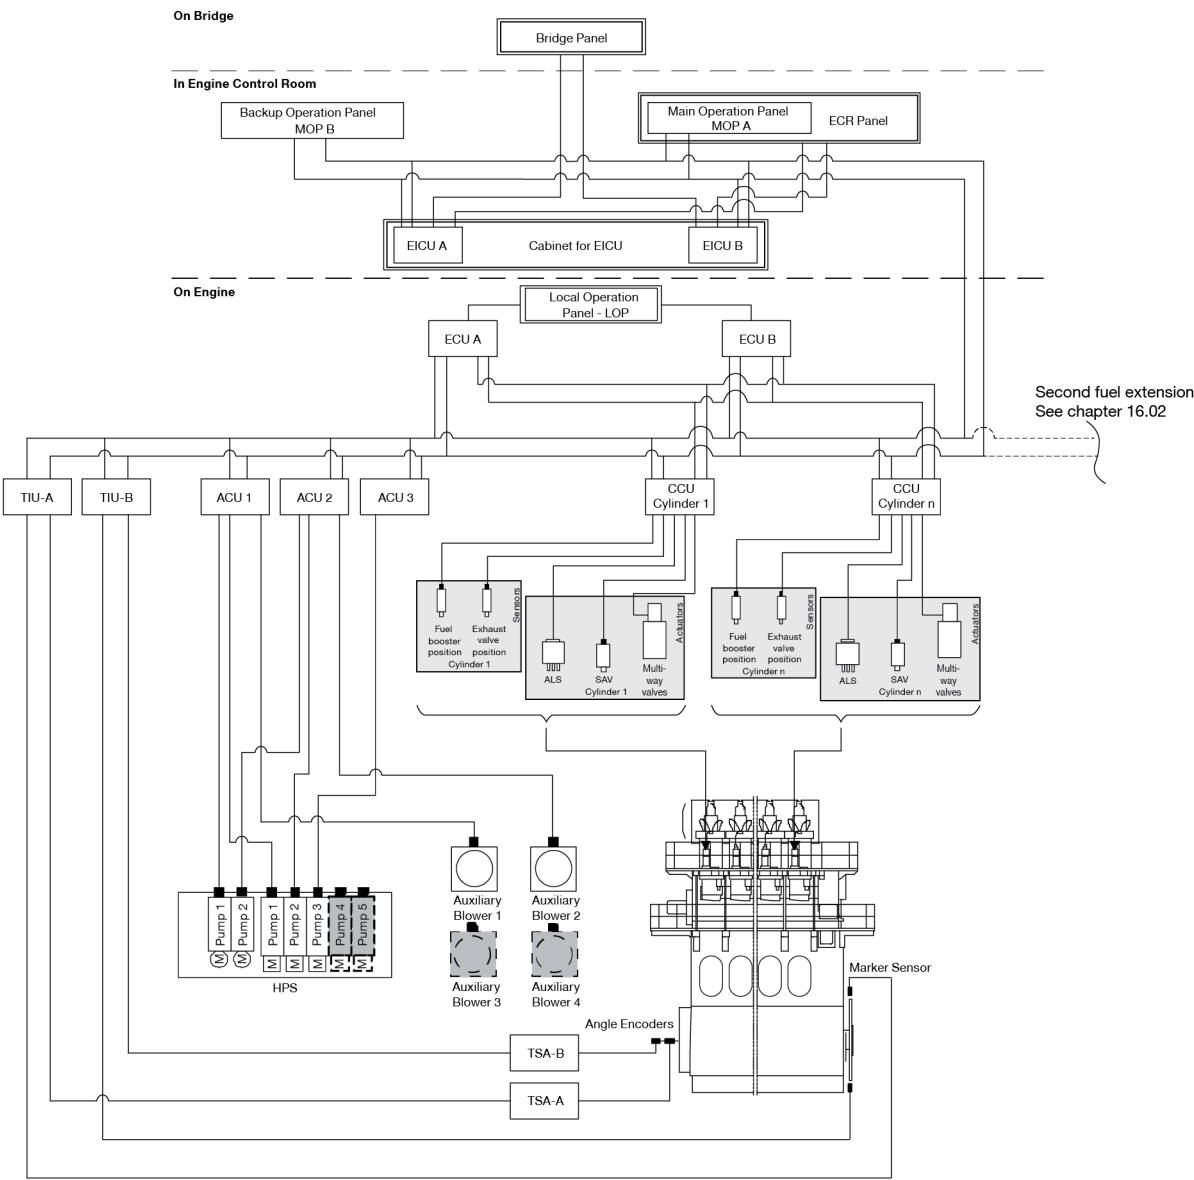 On Bridge
Bridge Panel
In Engine Control Room
Backup Operation Panel
MOP B
Main Operation Panel
MOP A
ECR Panel
EICU A
Cabinet for EICU
EICU B
On Engine
Local Operation
Panel - LOP
ECU A
ECU B
Second fuel extension
See chapter 16.02
TIU-A
TIU-B
ACU 1
ACU 2
ACU 3
CCU
Cylinder 1
CCU
Cylinder n
Fuel
booster
position
Exhaust
valve
position
Cylinder 1
Sensors
ALS
SAV
Cylinder 1
Multi-
way
valves
Actuators
Fuel
booster
position
Exhaust
valve
position
Cylinder n
Sensors
ALS
SAV
Cylinder n
Multi-
way
valves
Actuators
Pump 1
M
Pump 2
M
Pump 1
M
Pump 2
M
Pump 3
M
Pump 4
M
Pump 5
M
HPS
Auxiliary
Blower 1
Auxiliary
Blower 2
Auxiliary
Blower 3
Auxiliary
Blower 4
Marker Sensor
Angle Encoders
TSA-B
TSA-A